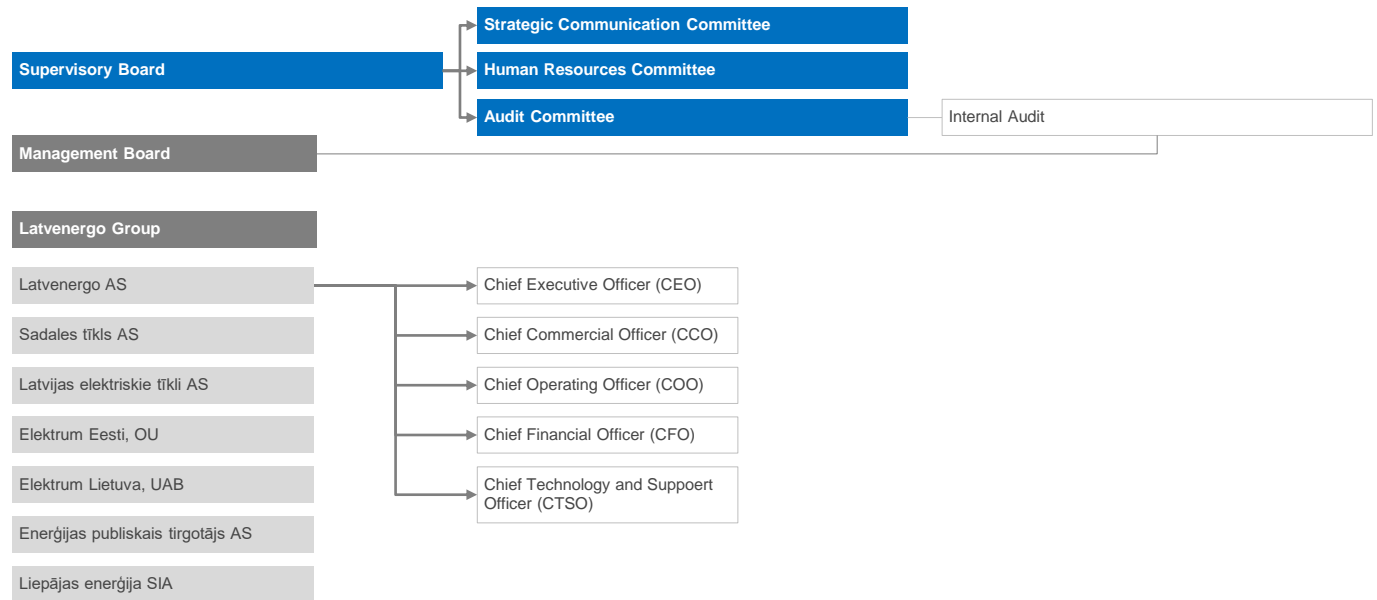 Strategic Communication Committee
Supervisory Board
Human Resources Committee
Audit Committee
Internal Audit
Management Board
Latvenergo Group
Latvenergo AS
Chief Executive Officer (CEO)
Sadales tīkls AS
Chief Commercial Officer (CCO)
Latvijas elektriskie tīkli AS
Chief Operating Officer (COO)
Elektrum Eesti, OU
Chief Financial Officer (CFO)
Elektrum Lietuva, UAB
Chief Technology and Suppoert
Officer (CTSO)
Enerģijas publiskais tirgotājs AS
Liepājas enerģija SIA